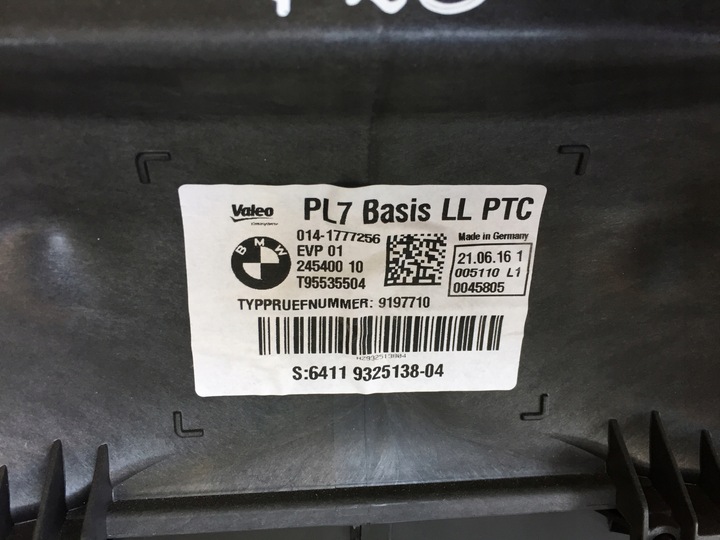 Valeo
PL7 Basis LL PTC
BMW
014-1777256
EVP 01
245400 10
T95535504
Made in Germany
21.06.16 1
005110 L1
0045805
TYPPRUEFNUMMER: 9197710
S:6411 9325138-04